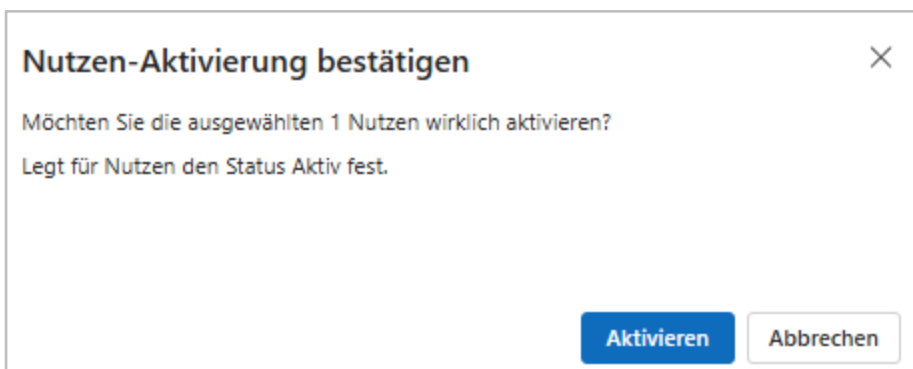 Nutzen-Aktivierung bestätigen
Möchten Sie die ausgewählten 1 Nutzen wirklich aktivieren?
Legt für Nutzen den Status Aktiv fest.
Aktivieren
Abbrechen